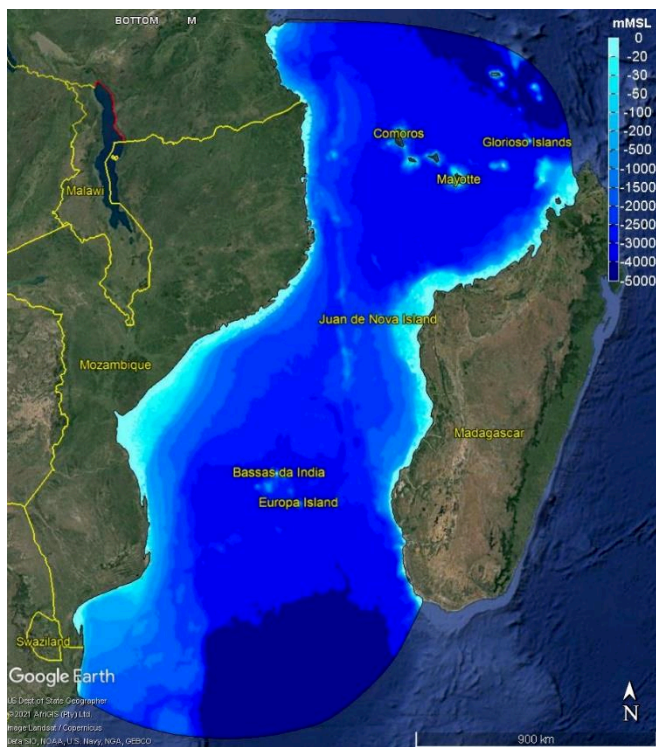 BOTTOM M
mMSL
0
-20
-30
-50
-100
-200
-500
-1000
-1500
-2000
-2500
-3000
-4000
-5000
Comoros
Glorioso Islands
Mayotte
Malawi
Juan de Nova Island
Mozambique
Madagascar
Bassas da India
Europa Island
Swaziland
Google Earth
US Dept of State Geographer
©2021 AfriGIS (Pty) Ltd.
Image Landsat / Copernicus
Data SIO, NOAA, U.S. Navy, NGA, GEBCO
N
900 km